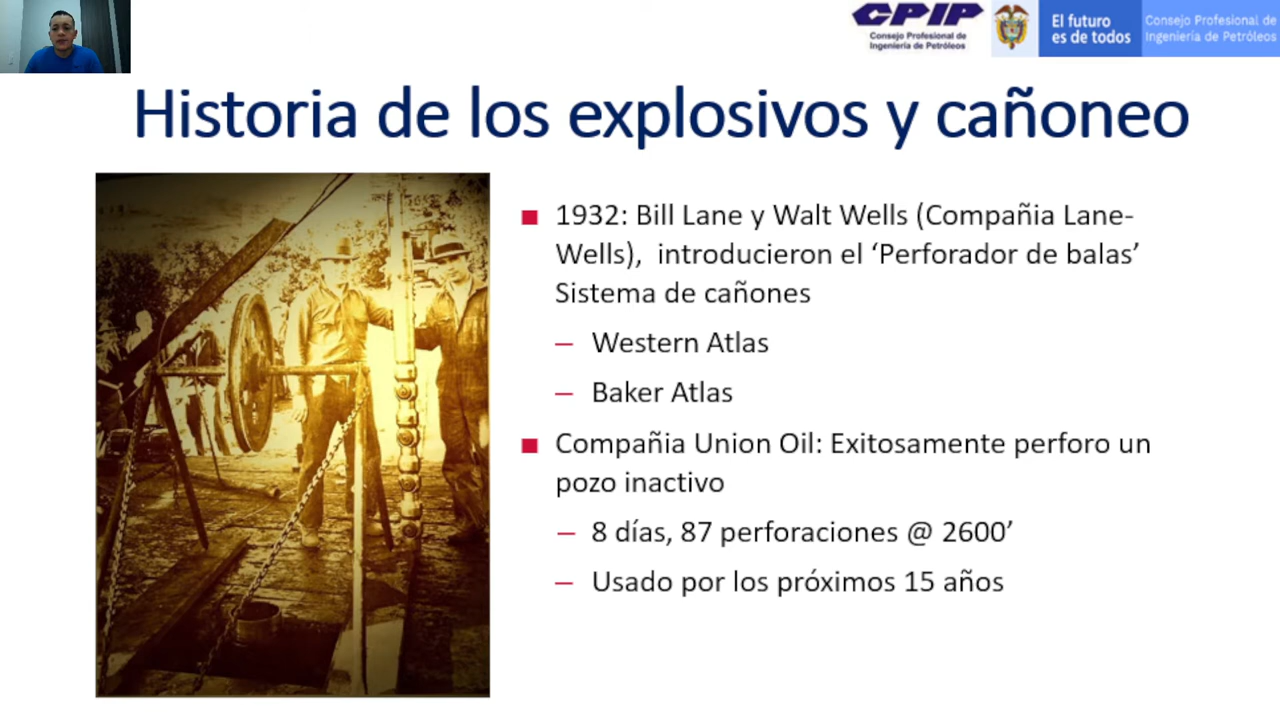 CPIP
Consejo Profesional de
Ingeniería de Petróleos
El futuro
es de todos
Consejo Profesional de
Ingeniería de Petróleos
Historia de los explosivos y cañoneo
1932: Bill Lane y Walt Wells (Compañia Lane-
Wells), introducieron el ‘Perforador de balas’
Sistema de cañones
– Western Atlas
– Baker Atlas
Compañia Union Oil: Exitosamente perforo un
pozo inactivo
– 8 días, 87 perforaciones @ 2600’
– Usado por los próximos 15 años